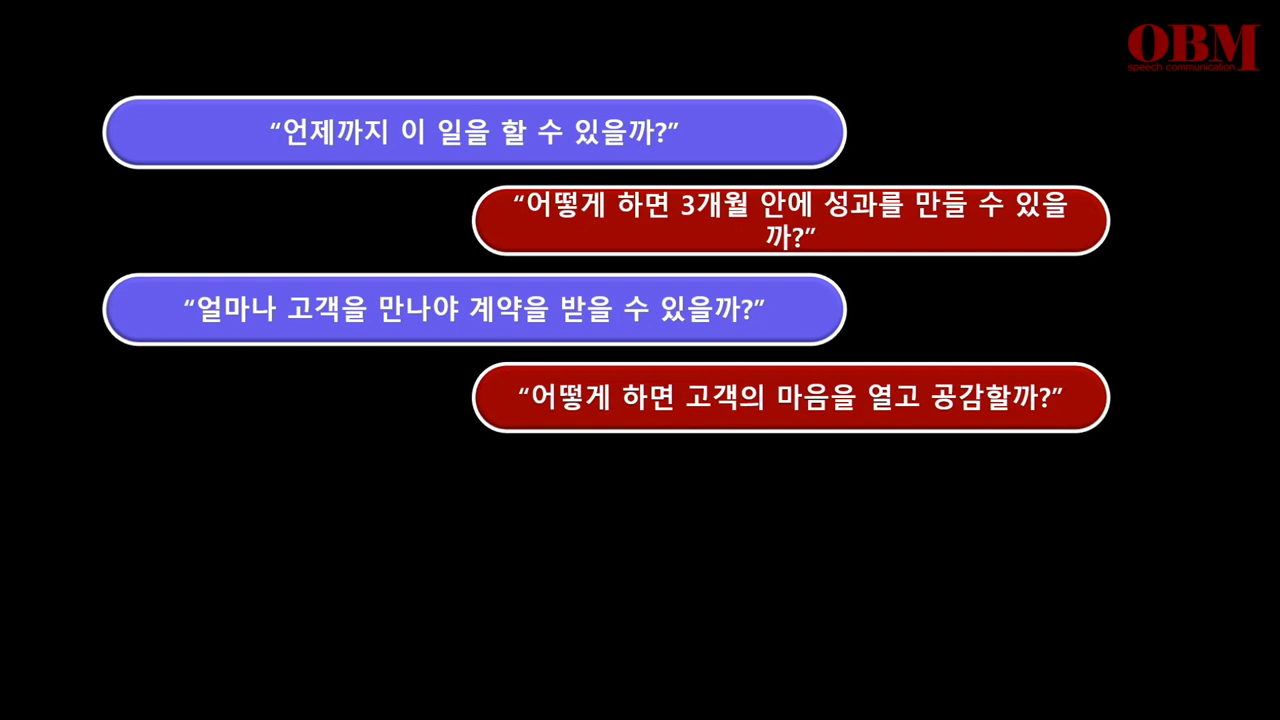 OBM
speech communication
“언제까지 이 일을 할 수 있을까?”
“어떻게 하면 3개월 안에 성과를 만들 수 있을
까?”
“얼마나 고객을 만나야 계약을 받을 수 있을까?”
“어떻게 하면 고객의 마음을 열고 공감할까?”